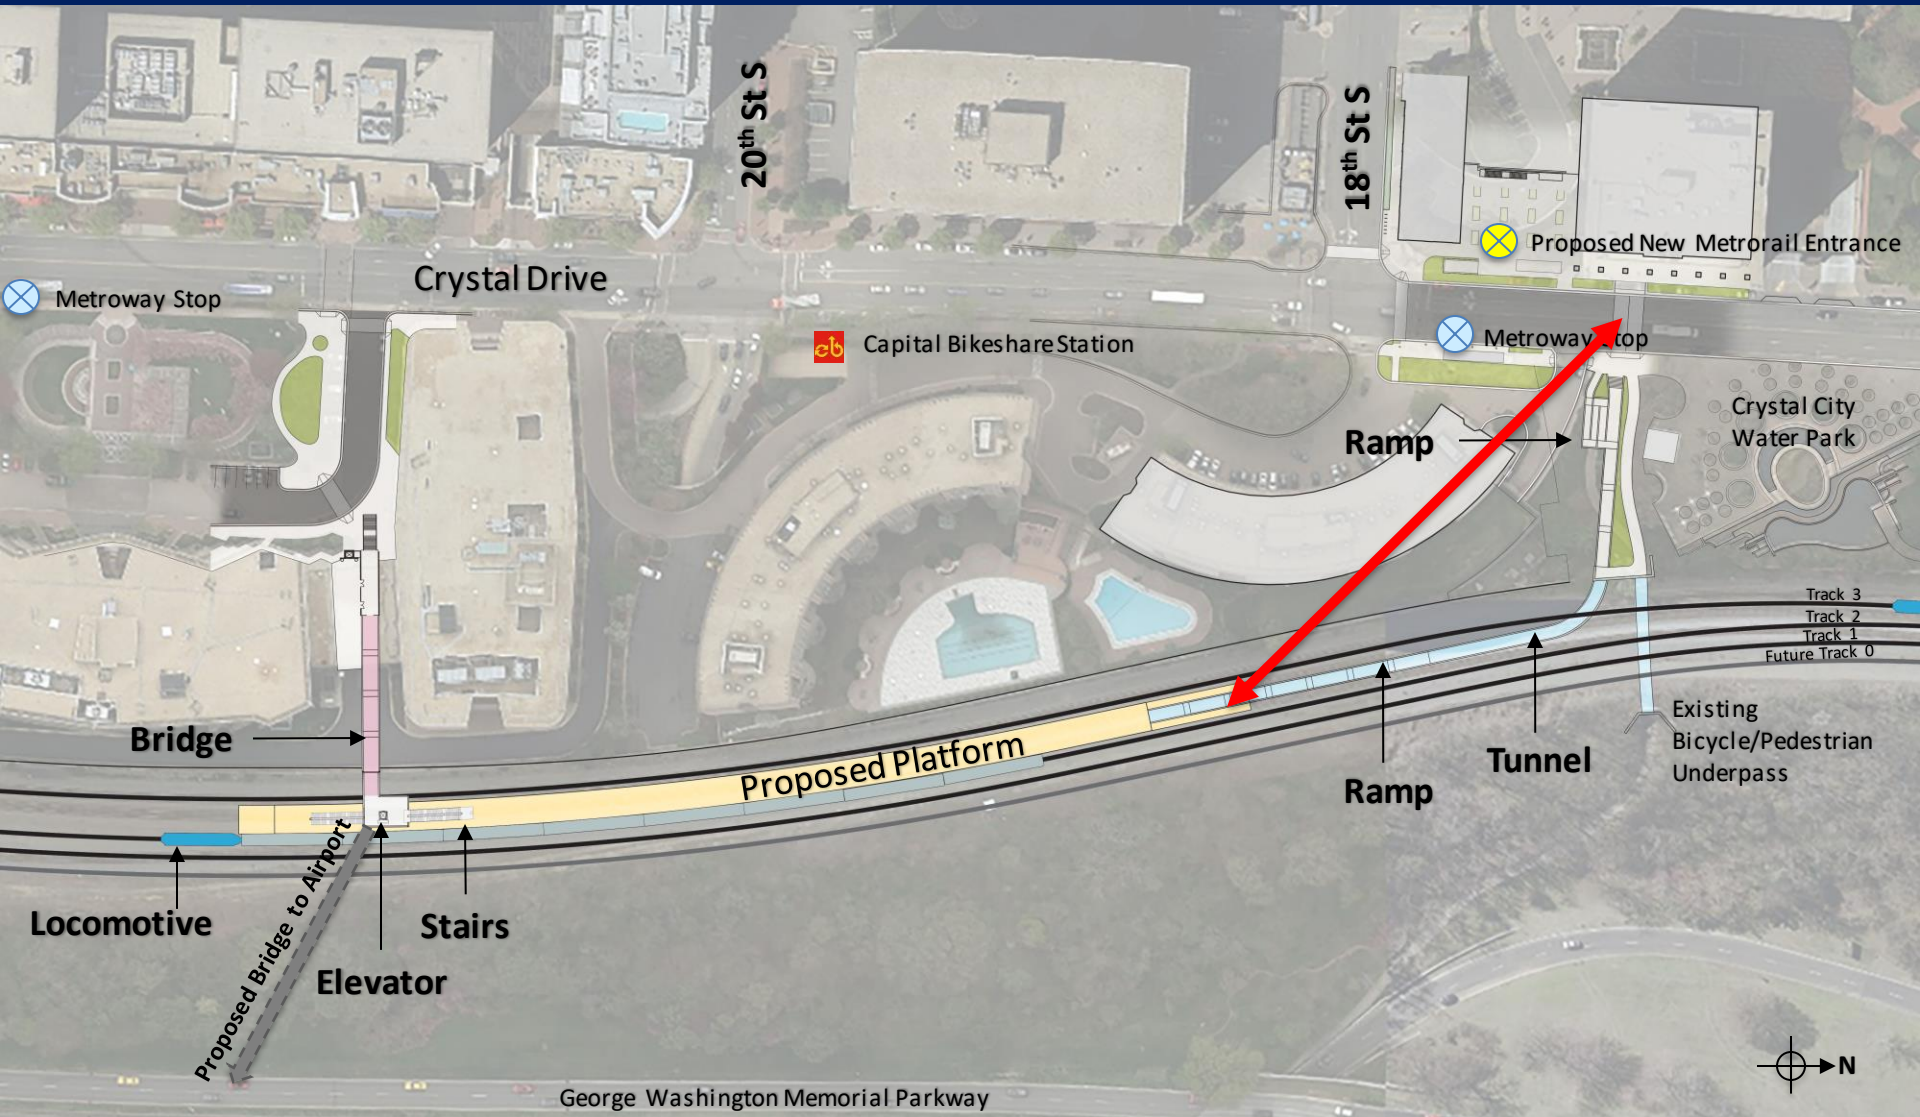 20th St S
18th St S
Proposed New Metrorail Entrance
Crystal Drive
Metroway Stop
Capital Bikeshare Station
Metroway Stop
Crystal City
Water Park
Ramp
Track 3
Track 2
Track 1
Future Track 0
Existing
Bicycle/Pedestrian
Underpass
Bridge
Proposed Platform
Tunnel
Ramp
Locomotive
Stairs
Elevator
Proposed Bridge to Airport
N
George Washington Memorial Parkway